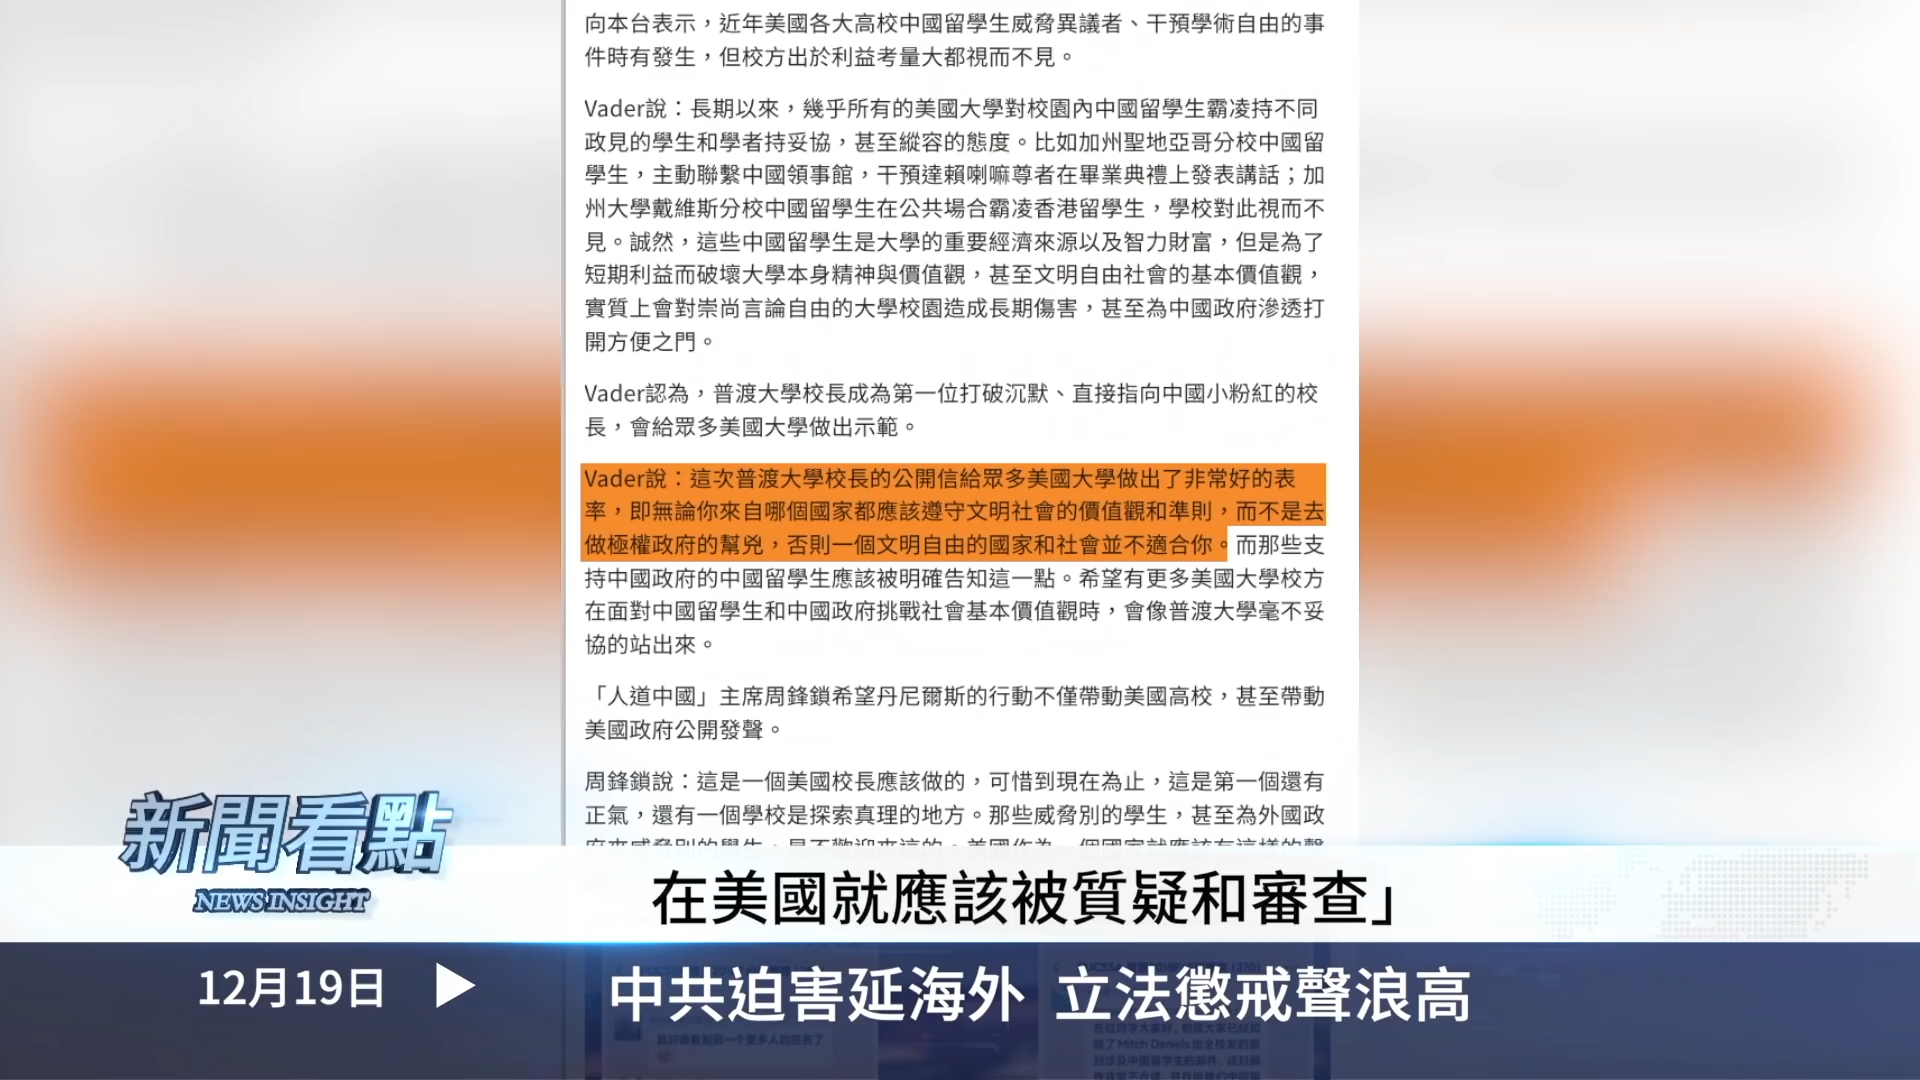 向本台表示，近年美國各大高校中國留學生威脅異議者、干預學術自由的事
件時有發生，但校方出於利益考量大都視而不見。
Vader說：長期以來，幾乎所有的美國大學對校園內中國留學生霸凌持不同
政見的學生和學者持妥協，甚至縱容的態度。比如加州聖地亞哥分校中國留
學生，主動聯繫中國領事館，干預達賴喇嘛尊者在畢業典禮上發表講話；加
州大學戴維斯分校中國留學生在公共場合霸凌香港留學生，學校對此視而不
見。誠然，這些中國留學生是大學的重要經濟來源以及智力財富，但是為了
短期利益而破壞大學本身精神與價值觀，甚至文明自由社會的基本價值觀，
實質上會對崇尚言論自由的大學校園造成長期傷害，甚至為中國政府滲透打
開方便之門。
Vader認為，普渡大學校長成為第一位打破沉默、直接指向中國小粉紅的校
長，會給眾多美國大學做出示範。
Vader說：這次普渡大學校長的公開信給眾多美國大學做出了非常好的表
率，即無論你來自哪個國家都應該遵守文明社會的價值觀和準則，而不是去
做極權政府的幫兇，否則一個文明自由的國家和社會並不適合你。而那些支
持中國政府的中國留學生應該被明確告知這一點。希望有更多美國大學校方
在面對中國留學生和中國政府挑戰社會基本價值觀時，會像普渡大學毫不妥
協的站出來。
「人道中國」主席周鋒鎖希望丹尼爾斯的行動不僅帶動美國高校，甚至帶動
美國政府公開發聲。
周鋒鎖說：這是一個美國校長應該做的，可惜到現在為止，這是第一個還有
正氣，還有一個學校是探索真理的地方。那些威脅別的學生，甚至為外國政
新聞看點
NEWS INSIGHT
在美國就應該被質疑和審查」
12月19日
中共迫害延海外 立法懲戒聲浪高